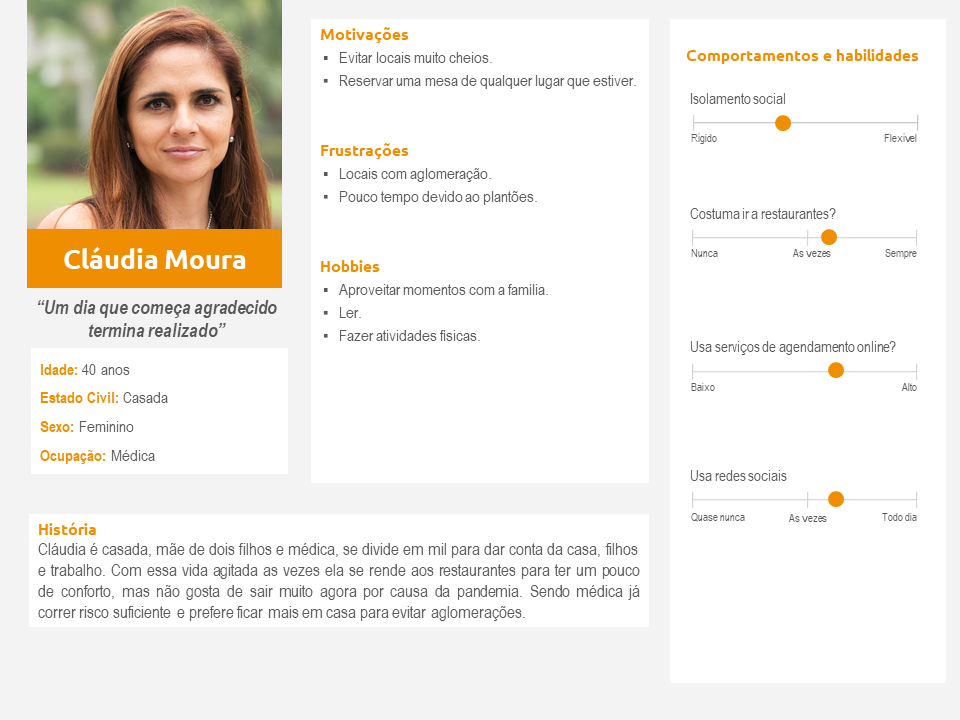 Cláudia Moura
“Um dia que começa agradecido
termina realizado”
Idade: 40 anos
Estado Civil: Casada
Sexo: Feminino
Ocupação: Médica
Motivações
▪ Evitar locais muito cheios.
▪ Reservar uma mesa de qualquer lugar que estiver.
Frustrações
▪ Locais com aglomeração.
▪ Pouco tempo devido ao plantões.
Hobbies
▪ Aproveitar momentos com a família.
▪ Ler.
▪ Fazer atividades físicas.
História
Cláudia é casada, mãe de dois filhos e médica, se divide em mil para dar conta da casa, filhos
e trabalho. Com essa vida agitada as vezes ela se rende aos restaurantes para ter um pouco
de conforto, mas não gosta de sair muito agora por causa da pandemia. Sendo médica já
correr risco suficiente e prefere ficar mais em casa para evitar aglomerações.
Comportamentos e habilidades
Isolamento social
Rígido Flexível
Costuma ir a restaurantes?
Nunca As vezes Sempre
Usa serviços de agendamento online?
Baixo Alto
Usa redes sociais
Quase nunca As vezes Todo dia